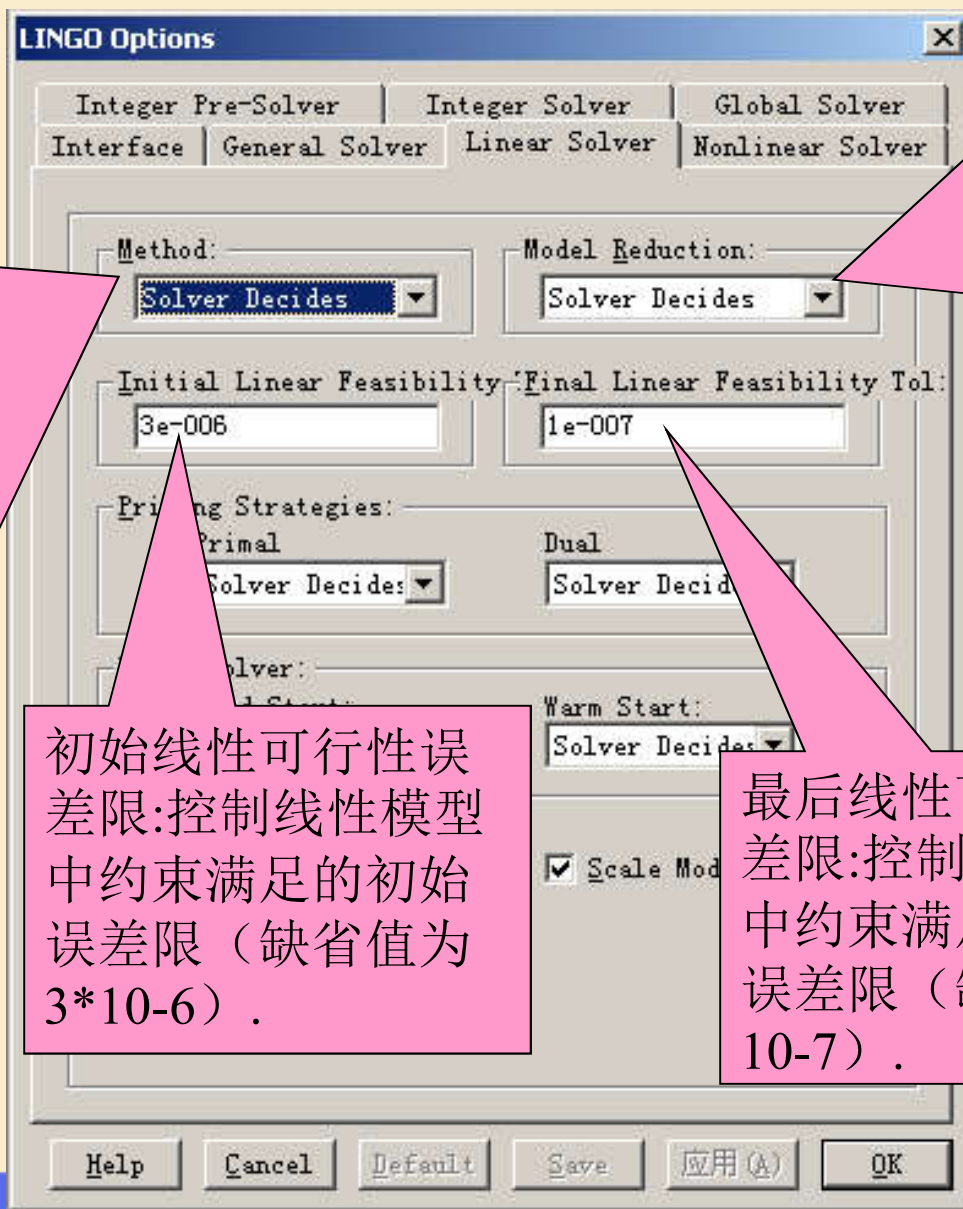 LINGO Options
Integer Pre-Solver Integer Solver Global Solver
Interface General Solver Linear Solver Nonlinear Solver
Method: Model Reduction:
Solver Decides Solver Decides
Initial Linear Feasibility Final Linear Feasibility Tol:
3e-006 1e-007
Strategies:
Primal Dual
Solver Solver
Warm Start:
Solver
初始线性可行性误
差限:控制线性模型
中约束满足的初始
误差限（缺省值为
3*10-6）.
最后线性
差限:控制
中约束满
误差限（
10-7）.
Scale
Help Cancel Default Save 应用(A) OK